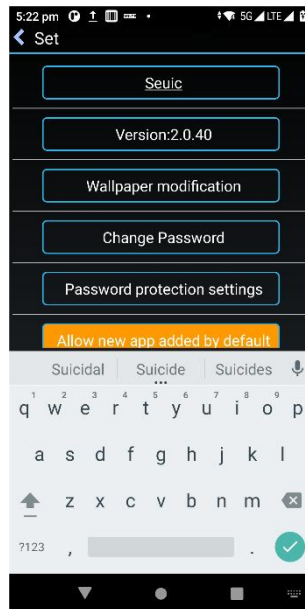 5:22 pm 5G LTE
Set
Seuic
Version:2.0.40
Wallpaper modification
Change Password
Password protection settings
Allow new app added by default
Suicidal Suicide Suicides
1 2 3 4 5 6 7 8 9
q w e r t y u i o p
a s d f g h j k l
z x c v b n m
?123 , .